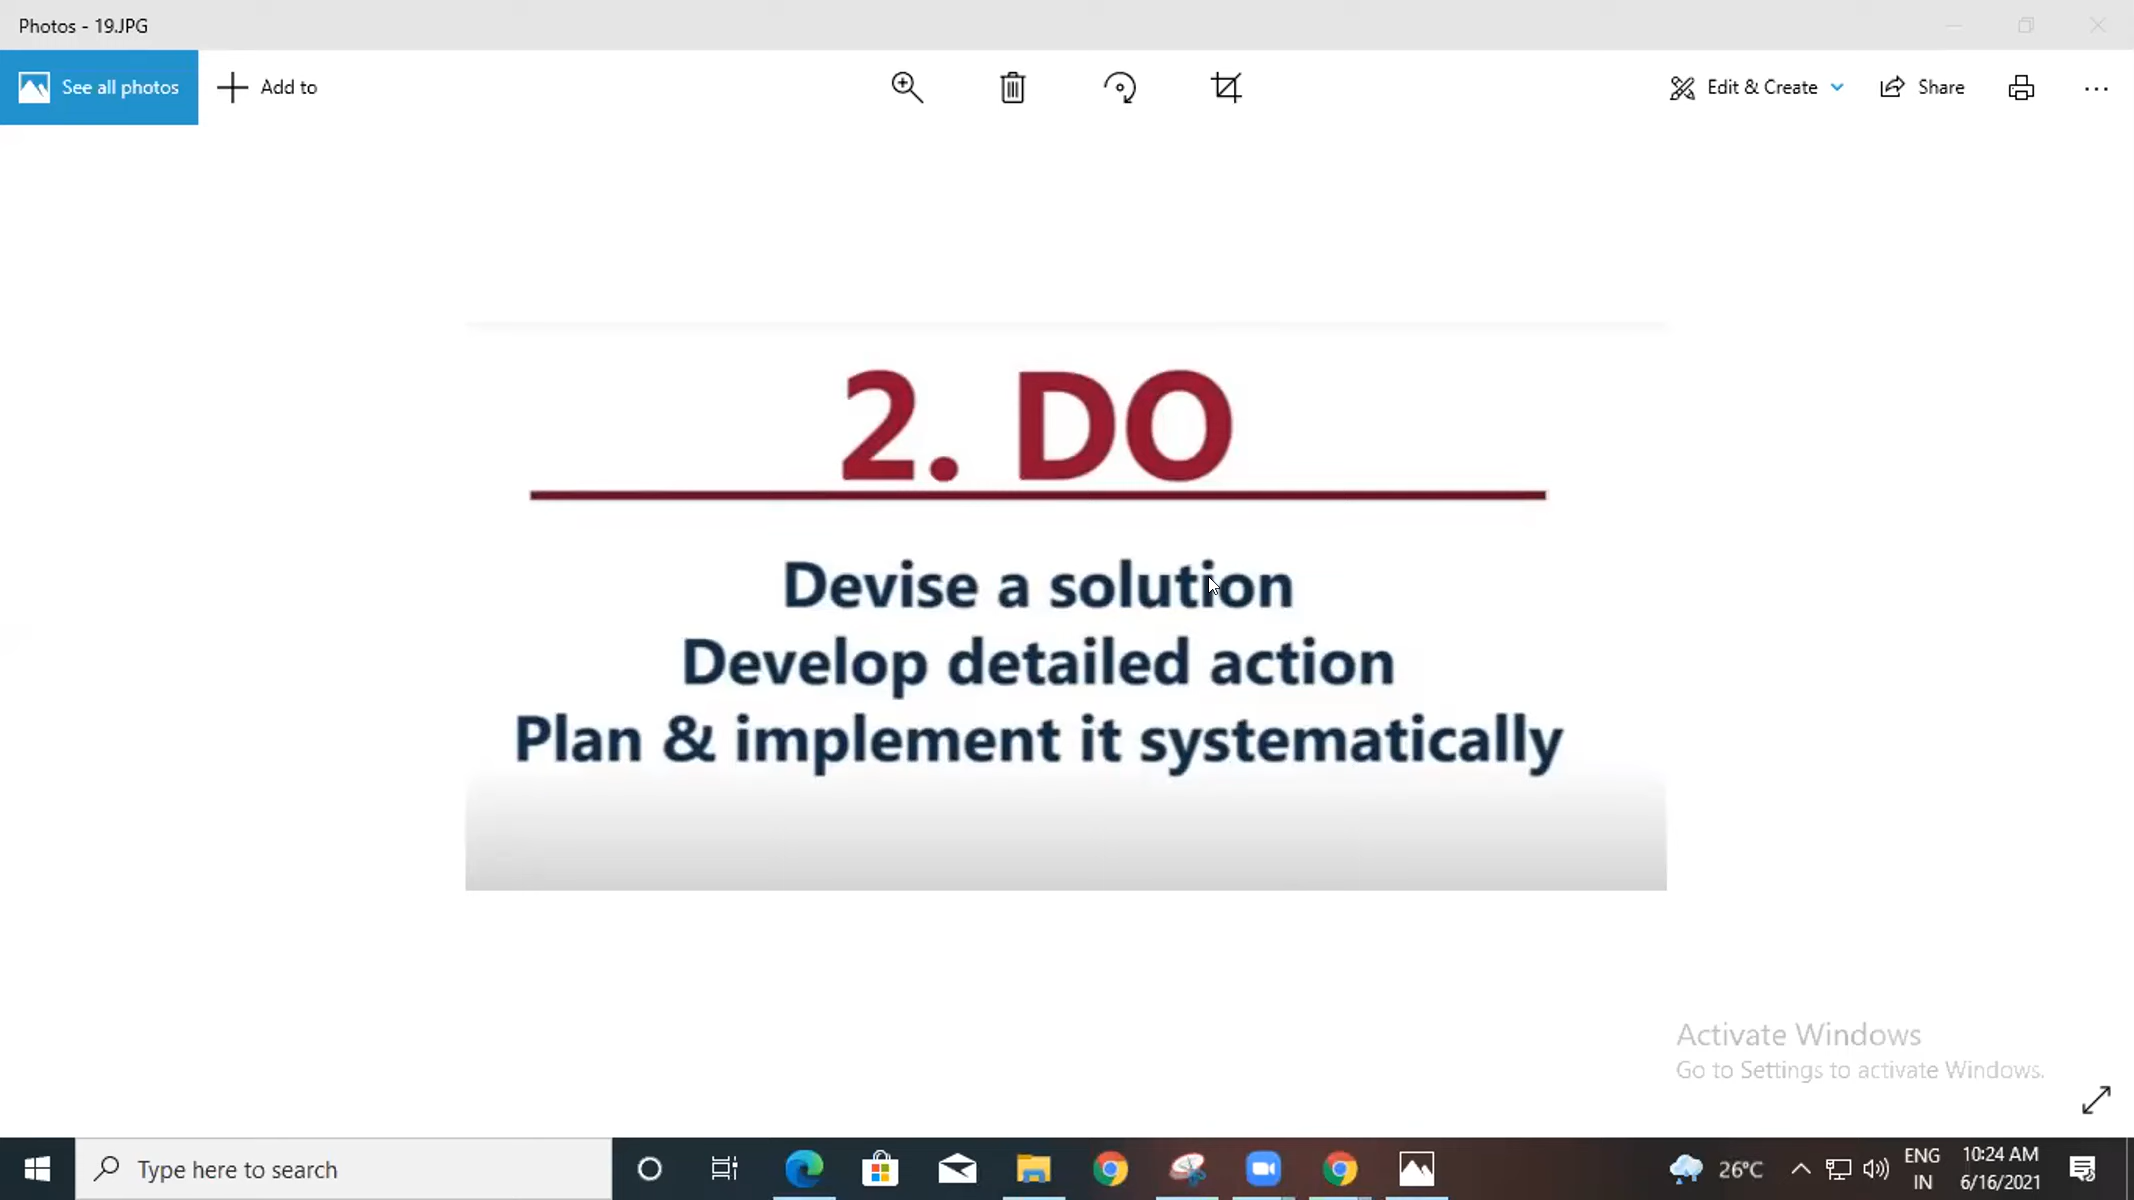 Photos - 19.JPG
See all photos
Add to
Edit & Create
Share
2. DO
Devise a solution
Develop detailed action
Plan & implement it systematically
Activate Windows
Go to Settings to activate Windows.
Type here to search
26°C
ENG
IN
10:24 AM
6/16/2021